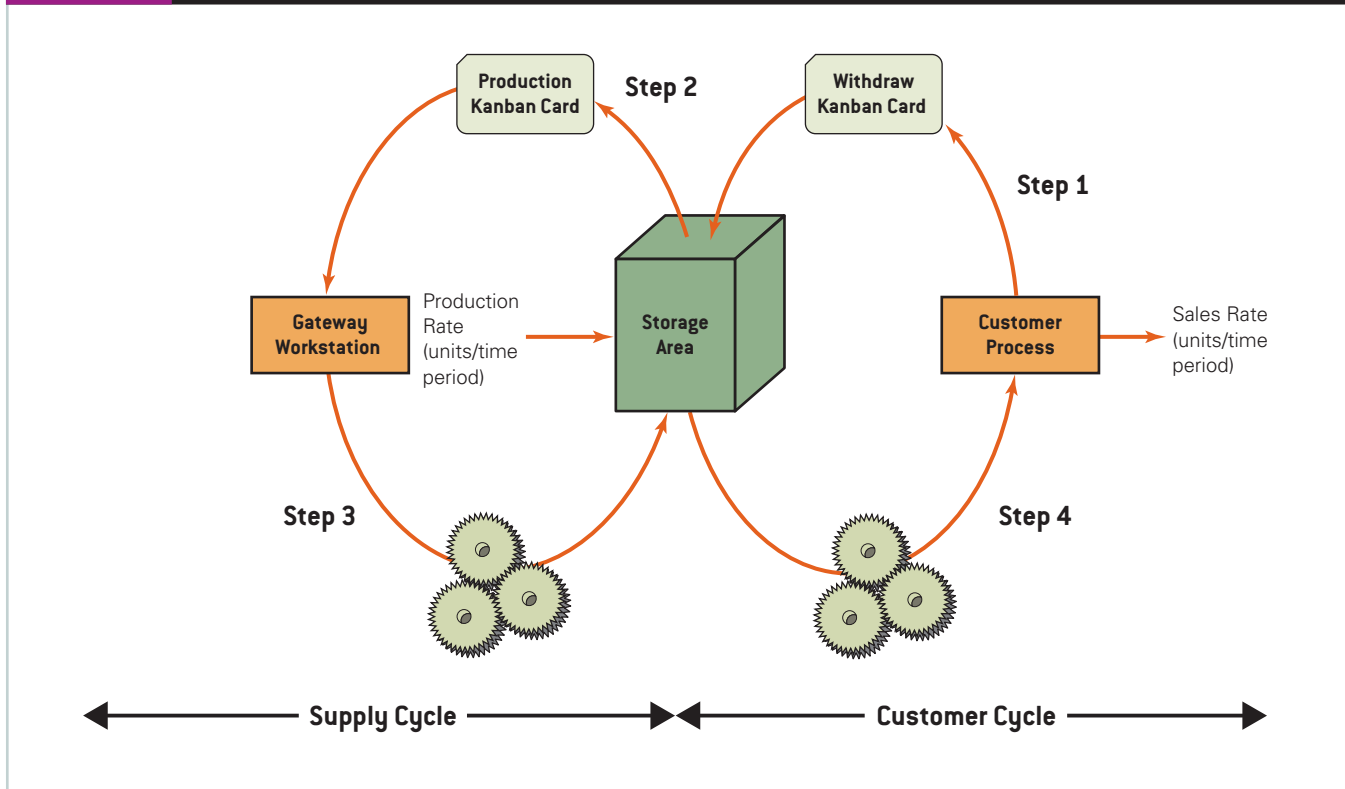 Production
Kanban Card
Step 2
Withdraw
Kanban Card
Step 1
Gateway
Workstation
Production
Rate
(units/time
period)
Storage
Area
Customer
Process
Sales Rate
(units/time
period)
Step 3
Step 4
Supply Cycle
Customer Cycle